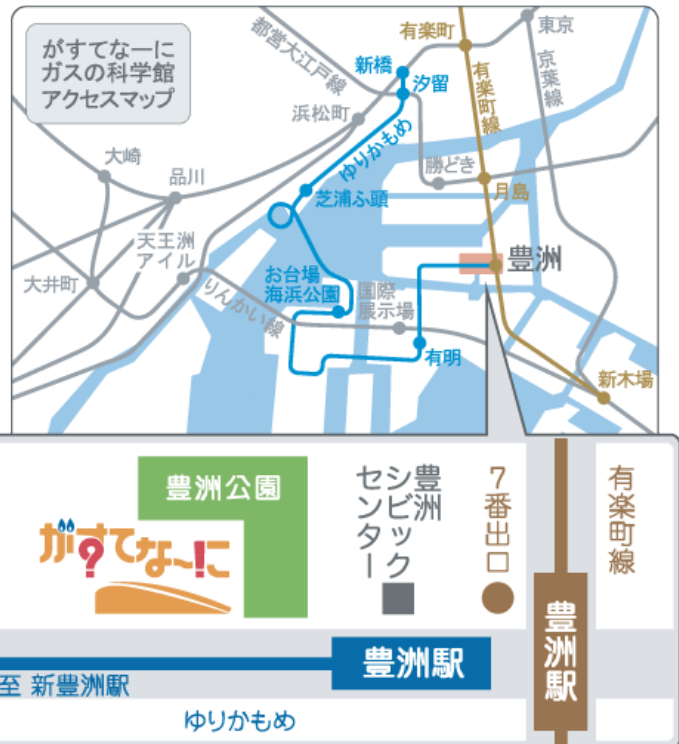 がすてなーに
ガスの科学館
アクセスマップ
都営大江戸線
有楽町
東京
新橋
汐留
有楽町線
京葉線
浜松町
ゆりかもめ
大崎
品川
勝どき
月島
芝浦ふ頭
天王洲
アイル
豊洲
大井町
お台場
海浜公園
りんかい線
国際
展示場
有明
新木場
豊洲公園
がすてな〜に
豊洲
シビック
センター
7番出口
有楽町線
豊洲駅
豊洲駅
至 新豊洲駅
ゆりかもめ